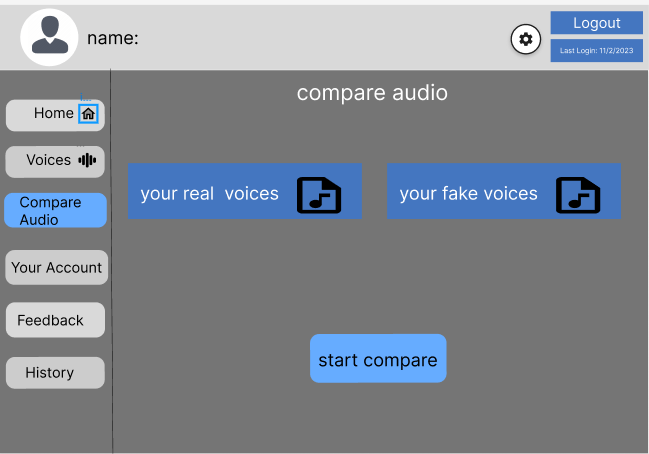 name:
Logout
Last Login: 11/2/2023
compare audio
Home
Voices
Compare
Audio
Your Account
Feedback
History
your real voices
your fake voices
start compare